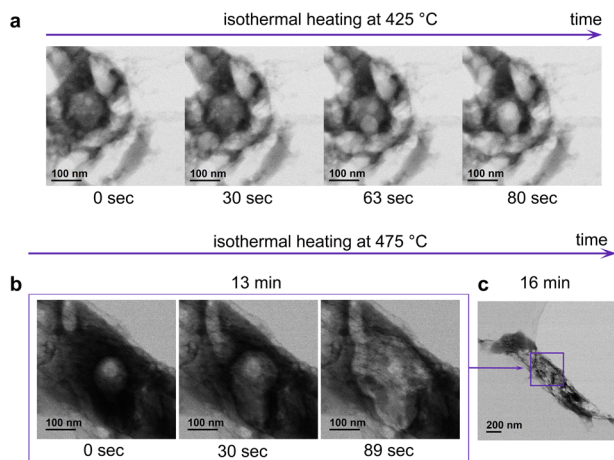 isothermal heating at 425 °C
time
a
100 nm
100 nm
100 nm
100 nm
0 sec
30 sec
63 sec
80 sec
isothermal heating at 475 °C
time
b
13 min
c
16 min
100 nm
100 nm
100 nm
200 nm
0 sec
30 sec
89 sec